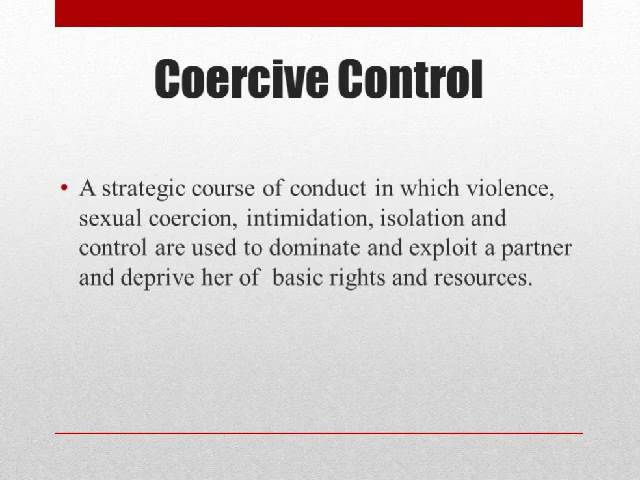 Coercive Control
• A strategic course of conduct in which violence,
sexual coercion, intimidation, isolation and
control are used to dominate and exploit a partner
and deprive her of  basic rights and resources.